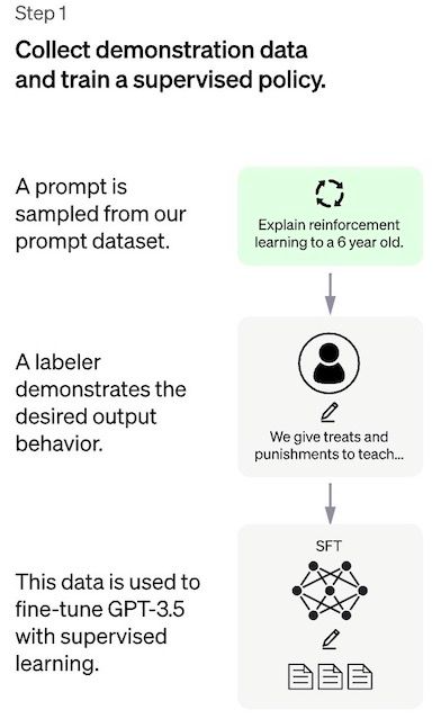 Step 1
Collect demonstration data
and train a supervised policy.
A prompt is
sampled from our
prompt dataset.
Explain reinforcement
learning to a 6 year old.
A labeler
demonstrates the
desired output
behavior.
We give treats and
punishments to teach...
SFT
This data is used to
fine-tune GPT-3.5
with supervised
learning.